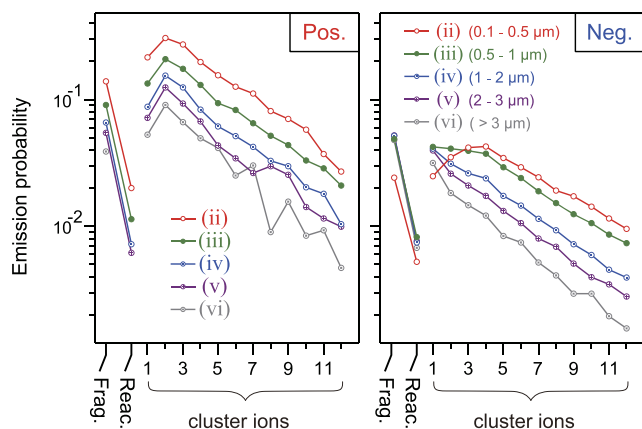 Pos.
Neg.
Emission probability
10⁻¹
10⁻²
(ii)
(iii)
(iv)
(v)
(vi)
(ii) (0.1 - 0.5 µm)
(iii) (0.5 - 1 µm)
(iv) (1 - 2 µm)
(v) (2 - 3 µm)
(vi) ( > 3 µm)
Frag.
Reac.
1 3 5 7 9 11
cluster ions
Frag.
Reac.
1 3 5 7 9 11
cluster ions